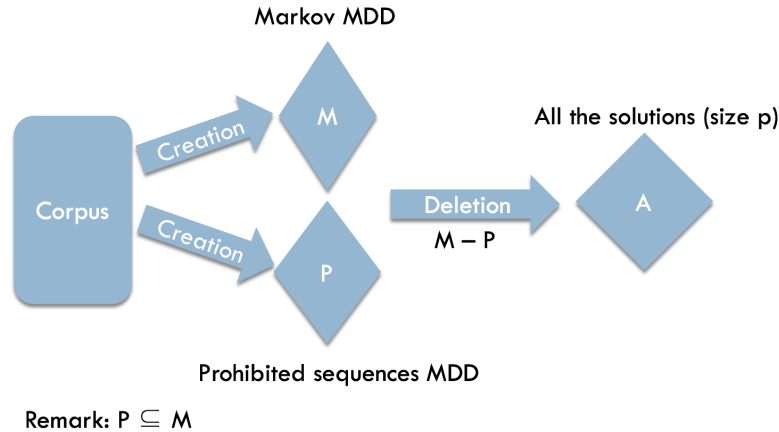 Markov MDD
M
All the solutions (size p)
Creation
Corpus
A
Deletion
M – P
Creation
P
Prohibited sequences MDD
Remark: P ⊆ M